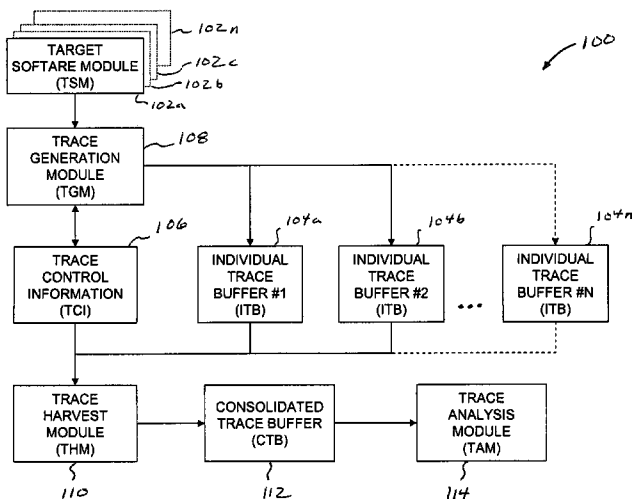 102n
102c
102b
102a
TARGET
SOFTARE MODULE
(TSM)
100
TRACE
GENERATION
MODULE
(TGM)
108
106
104a
104b
104n
TRACE
CONTROL
INFORMATION
(TCI)
INDIVIDUAL
TRACE
BUFFER #1
(ITB)
INDIVIDUAL
TRACE
BUFFER #2
(ITB)
...
INDIVIDUAL
TRACE
BUFFER #N
(ITB)
TRACE
HARVEST
MODULE
(THM)
CONSOLIDATED
TRACE BUFFER
(CTB)
TRACE
ANALYSIS
MODULE
(TAM)
110
112
114